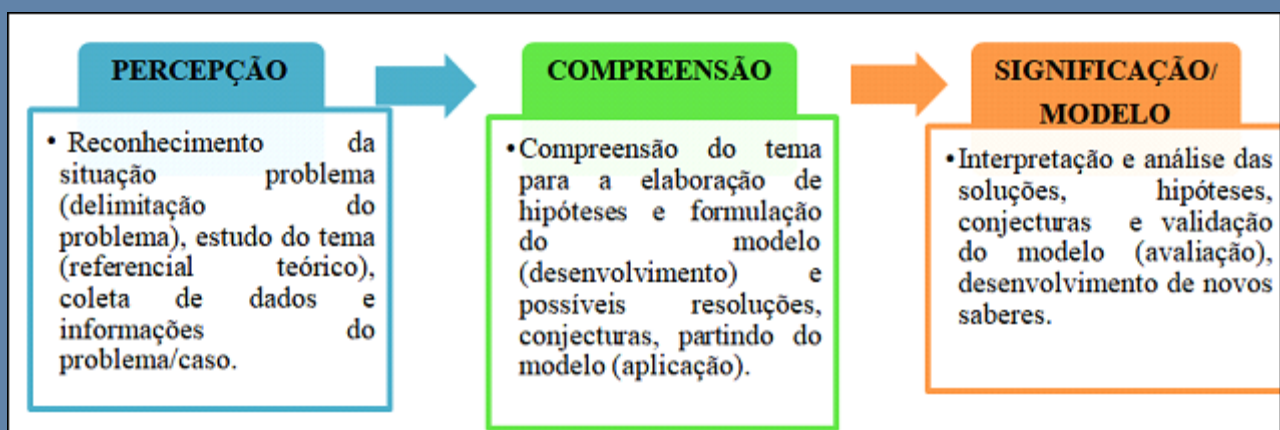 PERCEPÇÃO
• Reconhecimento da
situação problema
(delimitação do
problema), estudo do tema
(referencial teórico),
coleta de dados e
informações do
problema/caso.
COMPREENSÃO
•Compreensão do tema
para a elaboração de
hipóteses e formulação
do modelo
(desenvolvimento) e
possíveis resoluções,
conjecturas, partindo do
modelo (aplicação).
SIGNIFICAÇÃO/
MODELO
•Interpretação e análise das
soluções, hipóteses,
conjecturas e validação
do modelo (avaliação),
desenvolvimento de novos
saberes.